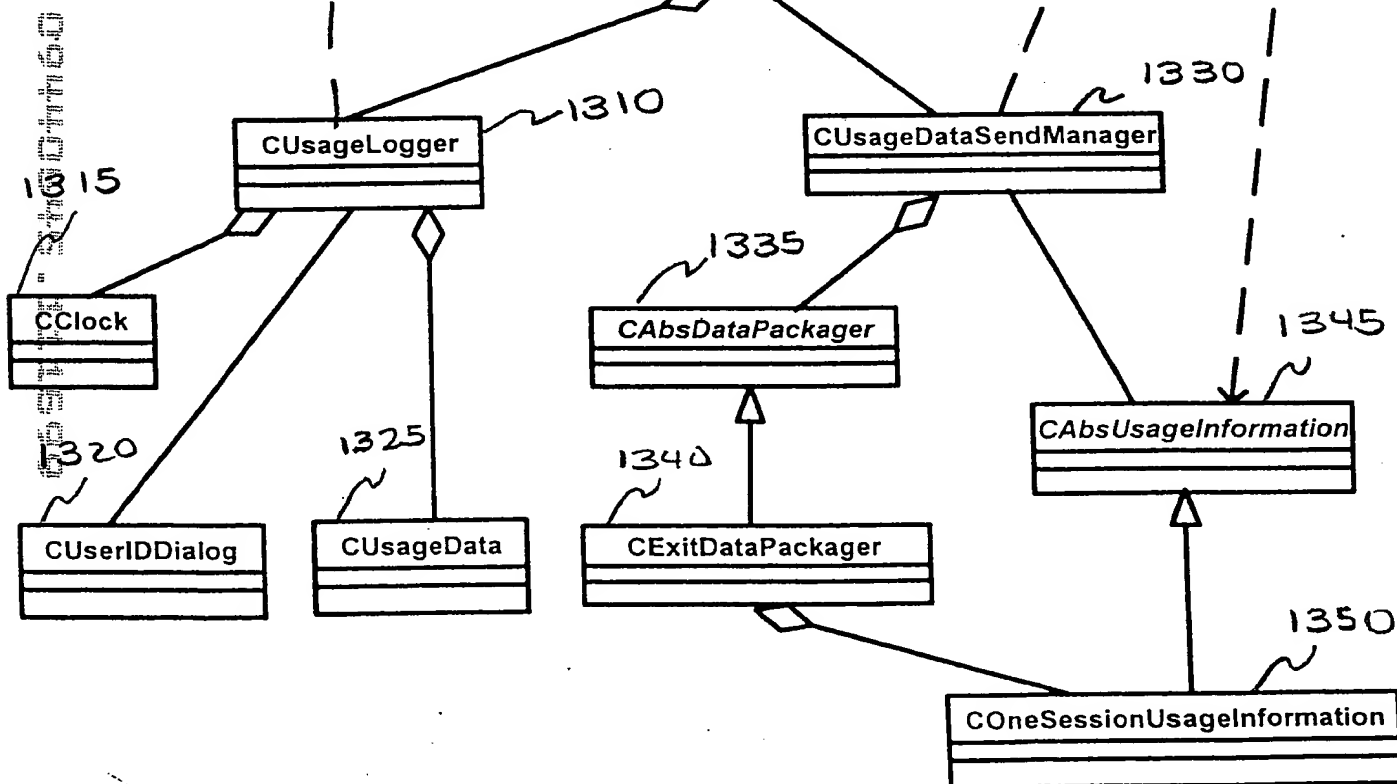 1310
1330
CUsageLogger
CUsageDataSendManager
1315
1335
CClock
CAbsDataPackager
1345
CAbsUsageInformation
1320
1325
1340
CUserIDDialog
CUsageData
CExitDataPackager
1350
COneSessionUsageInformation